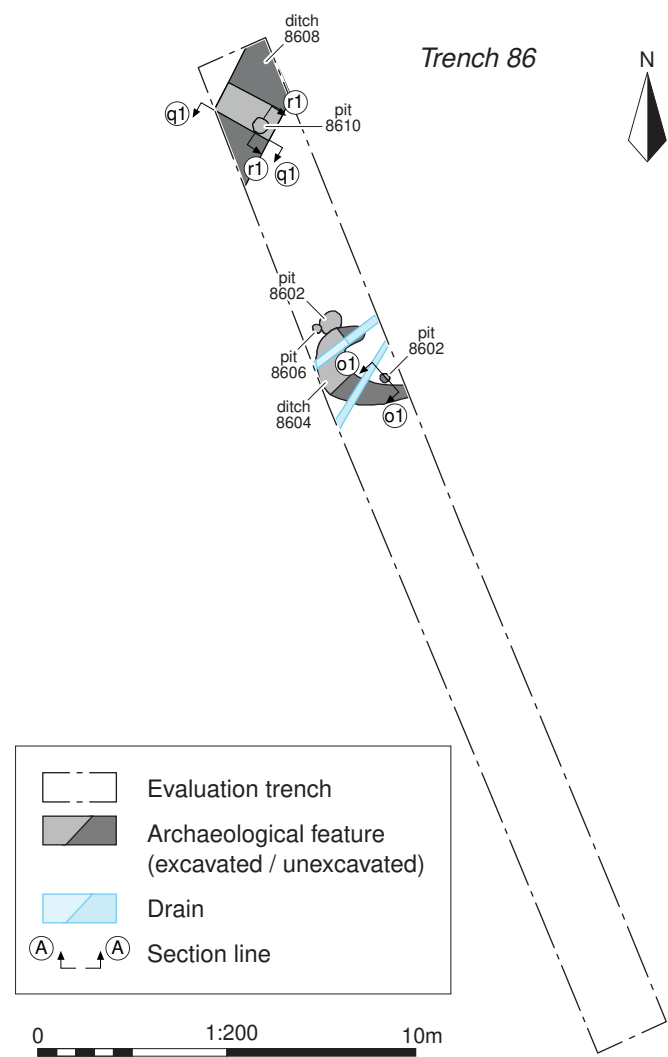 Trench 86
N
ditch
8608
q1
r1
pit
8610
r1
q1
pit
8602
pit
8606
o1
pit
8602
ditch
8604
o1
Evaluation trench
Archaeological feature
(excavated / unexcavated)
Drain
A A Section line
0 1:200 10m